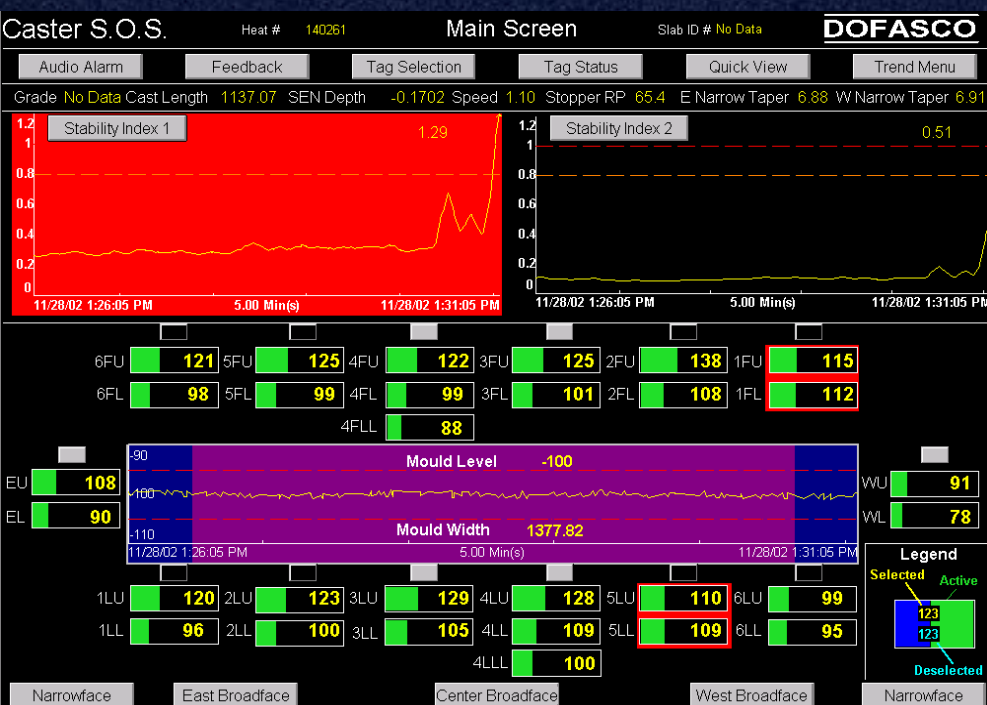 Caster S.O.S. Heat # 140261 Main Screen Slab ID # No Data DOFASCO
Audio Alarm Feedback Tag Selection Tag Status Quick View Trend Menu
Grade No Data Cast Length 1137.07 SEN Depth -0.1702 Speed 1.10 Stopper RP 65.4 E Narrow Taper 6.88 W Narrow Taper 6.91
Stability Index 1 1.29
1.2
1
0.8
0.6
0.4
0.2
0
11/28/02 1:26:05 PM 5.00 Min(s) 11/28/02 1:31:05 PM
Stability Index 2 0.51
1.2
1
0.8
0.6
0.4
0.2
0
11/28/02 1:26:05 PM 5.00 Min(s) 11/28/02 1:31:05 PM
6FU 121 5FU 125 4FU 122 3FU 125 2FU 138 1FU 115
6FL 98 5FL 99 4FL 99 3FL 101 2FL 108 1FL 112
4FLL 88
EU 108
EL 90
-90
-100
-110
Mould Level -100
Mould Width 1377.82
11/28/02 1:26:05 PM 5.00 Min(s) 11/28/02 1:31:05 PM
WU 91
WL 78
1LU 120 2LU 123 3LU 129 4LU 128 5LU 110 6LU 99
1LL 96 2LL 100 3LL 105 4LL 109 5LL 109 6LL 95
4LLL 100
Legend
Selected
Active
123
123
Deselected
Narrowface East Broadface Center Broadface West Broadface Narrowface